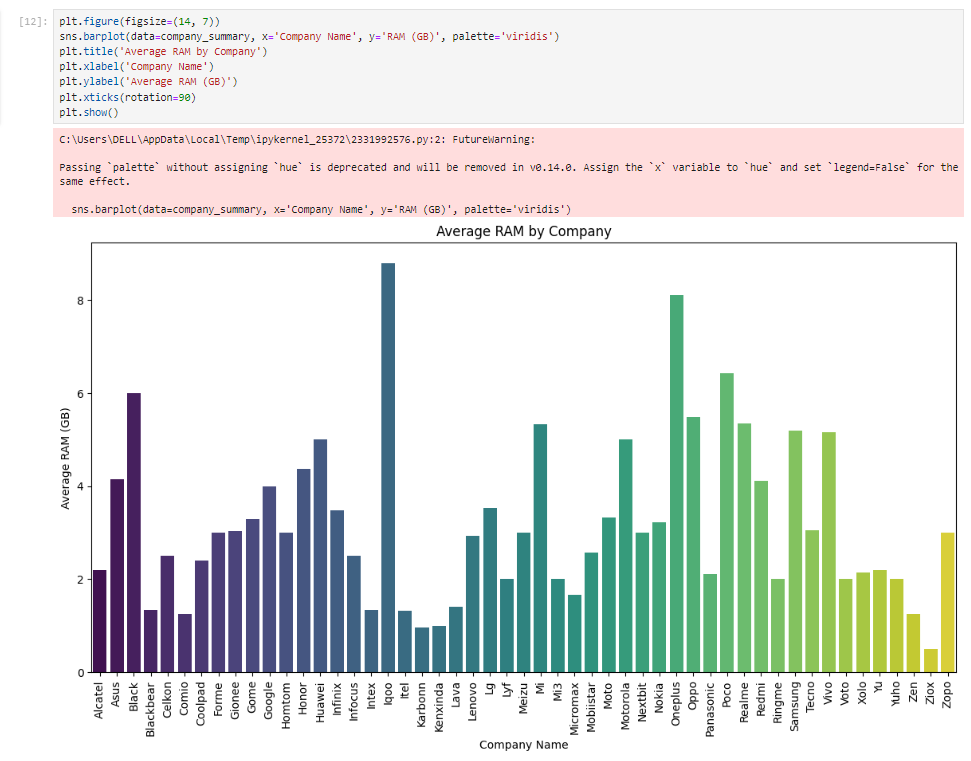 [12]:
plt.figure(figsize=(14, 7))
sns.barplot(data=company_summary, x='Company Name', y='RAM (GB)', palette='viridis')
plt.title('Average RAM by Company')
plt.xlabel('Company Name')
plt.ylabel('Average RAM (GB)')
plt.xticks(rotation=90)
plt.show()
C:\Users\DELL\AppData\Local\Temp\ipykernel_25372\2331992576.py:2: FutureWarning:
Passing `palette` without assigning `hue` is deprecated and will be removed in v0.14.0. Assign the `x` variable to `hue` and set `legend=False` for the
same effect.
sns.barplot(data=company_summary, x='Company Name', y='RAM (GB)', palette='viridis')
Average RAM by Company
Average RAM (GB)
8
6
4
2
0
Alcatel
Asus
Black
Blackbear
Celkon
Comio
Coolpad
Forme
Gionee
Gome
Google
Homtom
Honor
Huawei
Infinix
Infocus
Intex
Iqoo
Itel
Karbonn
Kenxinda
Lava
Lenovo
Lg
Lyf
Meizu
Mi
Mi3
Micromax
Mobiistar
Moto
Motorola
Nextbit
Nokia
Oneplus
Oppo
Panasonic
Poco
Realme
Redmi
Ringme
Samsung
Tecno
Vivo
Voto
Xolo
Yu
Yuho
Zen
Ziox
Zopo
Company Name